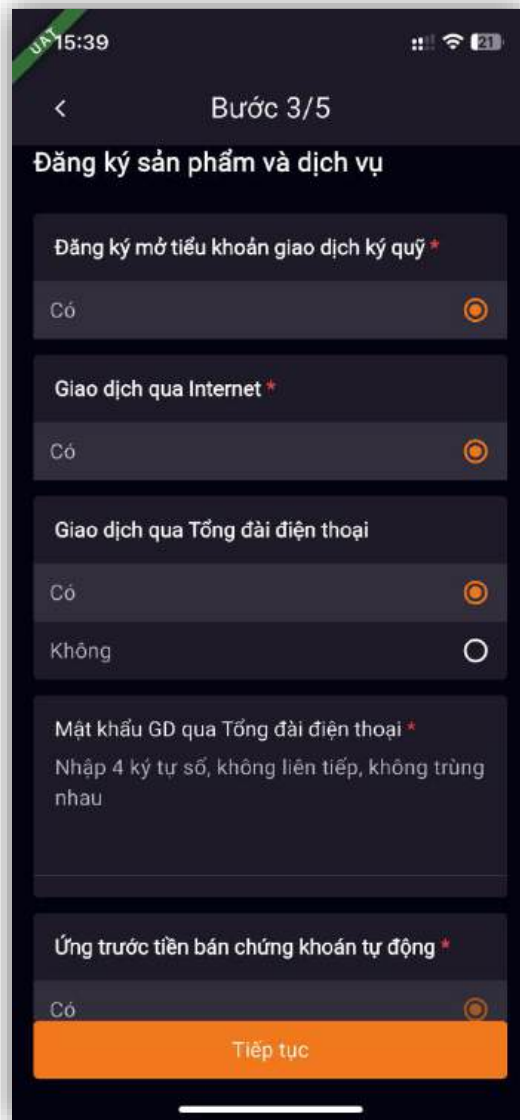 UAT
15:39
21
Bước 3/5
Đăng ký sản phẩm và dịch vụ
Đăng ký mở tiểu khoản giao dịch ký quỹ *
Có
Giao dịch qua Internet *
Có
Giao dịch qua Tổng đài điện thoại
Có
Không
Mật khẩu GD qua Tổng đài điện thoại *
Nhập 4 ký tự số, không liên tiếp, không trùng
nhau
Ứng trước tiền bán chứng khoán tự động *
Có
Tiếp tục